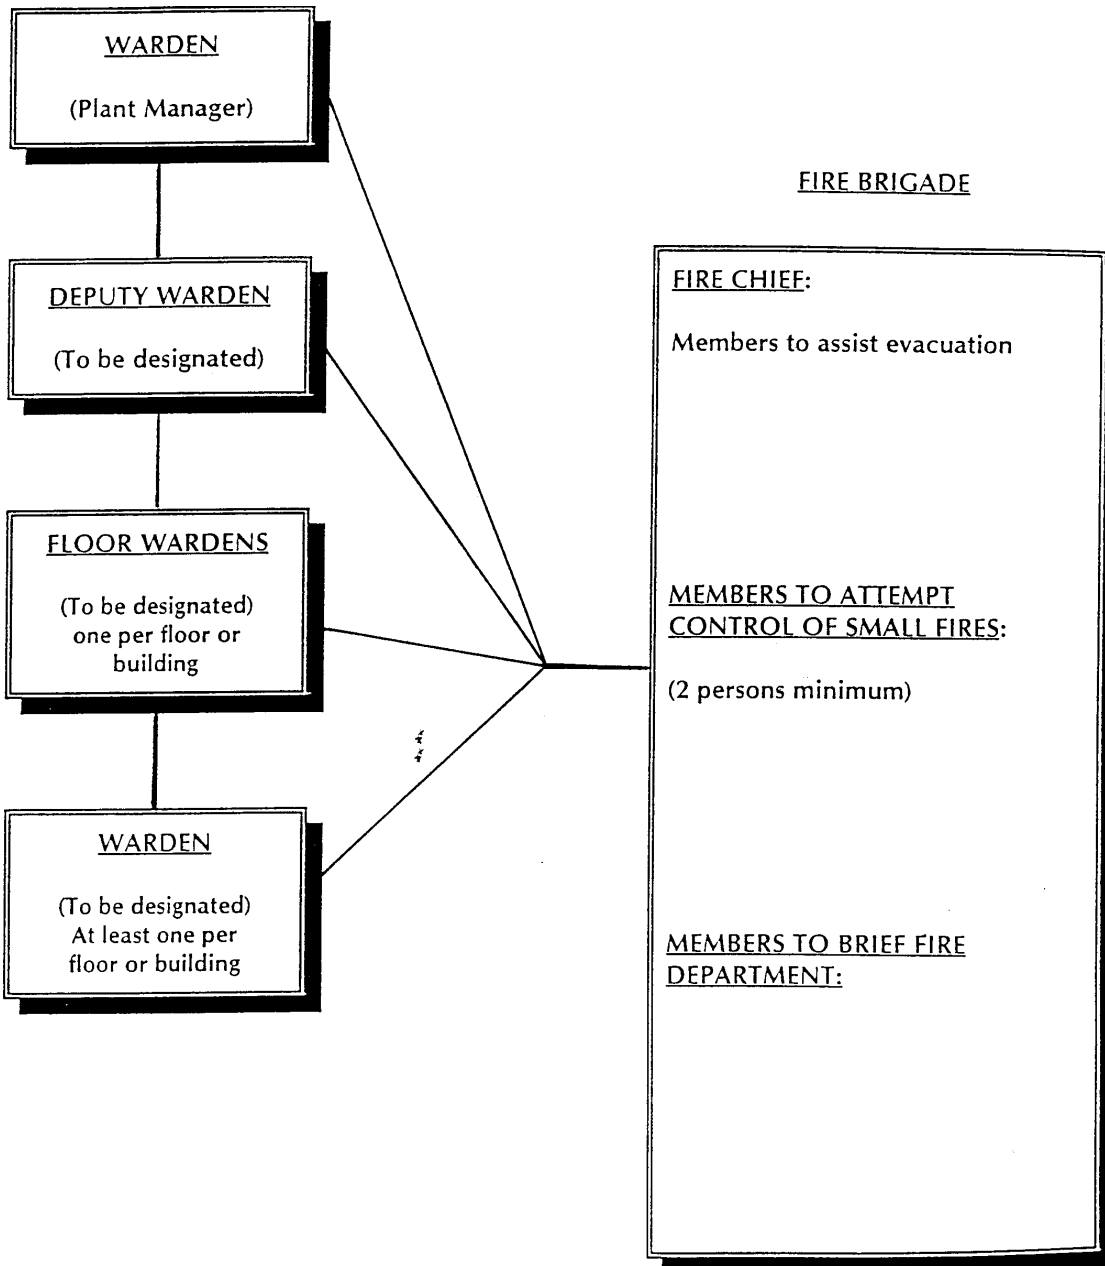 WARDEN
(Plant Manager)
DEPUTY WARDEN
(To be designated)
FLOOR WARDENS
(To be designated)
one per floor or
building
WARDEN
(To be designated)
At least one per
floor or building
FIRE BRIGADE
FIRE CHIEF:
Members to assist evacuation
MEMBERS TO ATTEMPT
CONTROL OF SMALL FIRES:
(2 persons minimum)
MEMBERS TO BRIEF FIRE
DEPARTMENT: